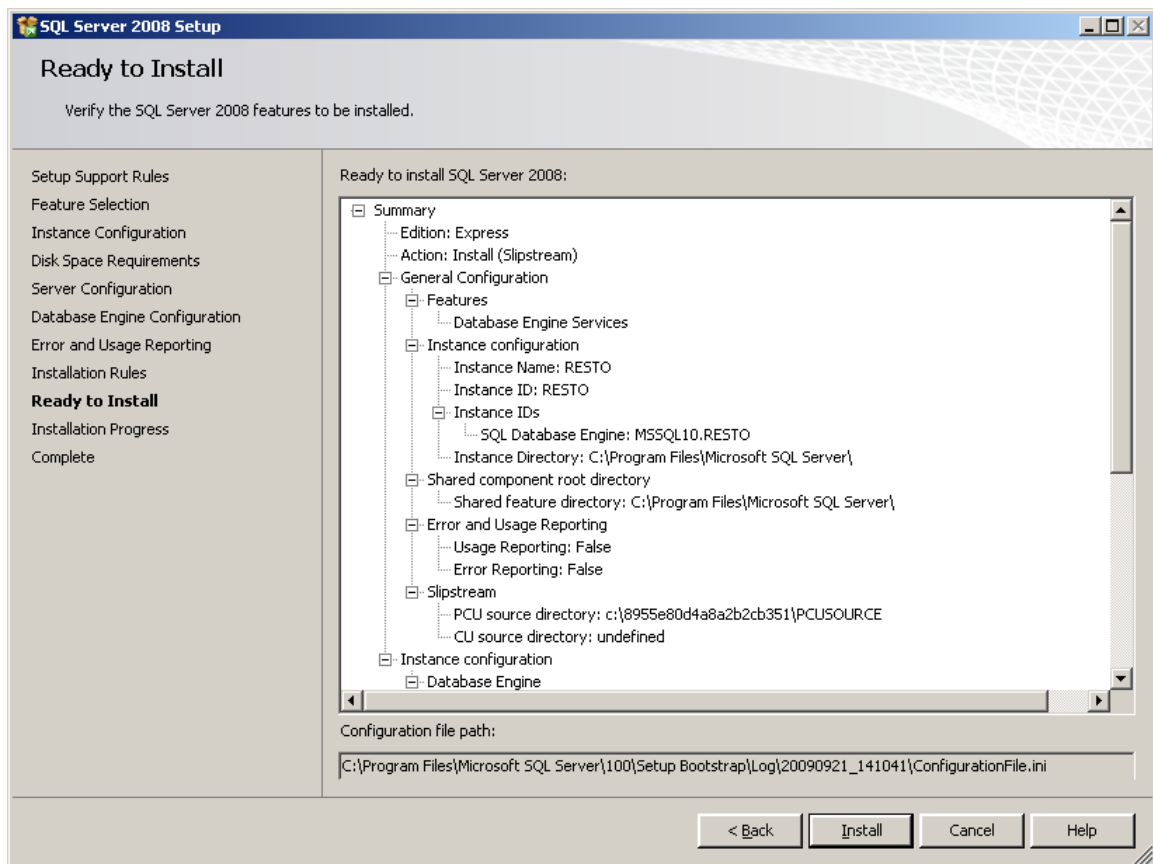 SQL Server 2008 Setup
Ready to Install
Verify the SQL Server 2008 features to be installed.
Setup Support Rules
Feature Selection
Instance Configuration
Disk Space Requirements
Server Configuration
Database Engine Configuration
Error and Usage Reporting
Installation Rules
Ready to Install
Installation Progress
Complete
Ready to install SQL Server 2008:
Summary
Edition: Express
Action: Install (Slipstream)
General Configuration
Features
Database Engine Services
Instance configuration
Instance Name: RESTO
Instance ID: RESTO
Instance IDs
SQL Database Engine: MSSQL10.RESTO
Instance Directory: C:\Program Files\Microsoft SQL Server\
Shared component root directory
Shared feature directory: C:\Program Files\Microsoft SQL Server\
Error and Usage Reporting
Usage Reporting: False
Error Reporting: False
Slipstream
PCU source directory: c:\8955e80d4a8a2b2cb351\PCUSOURCE
CU source directory: undefined
Instance configuration
Database Engine
Configuration file path:
C:\Program Files\Microsoft SQL Server\100\Setup Bootstrap\Log\20090921_141041\ConfigurationFile.ini
< Back Install Cancel Help